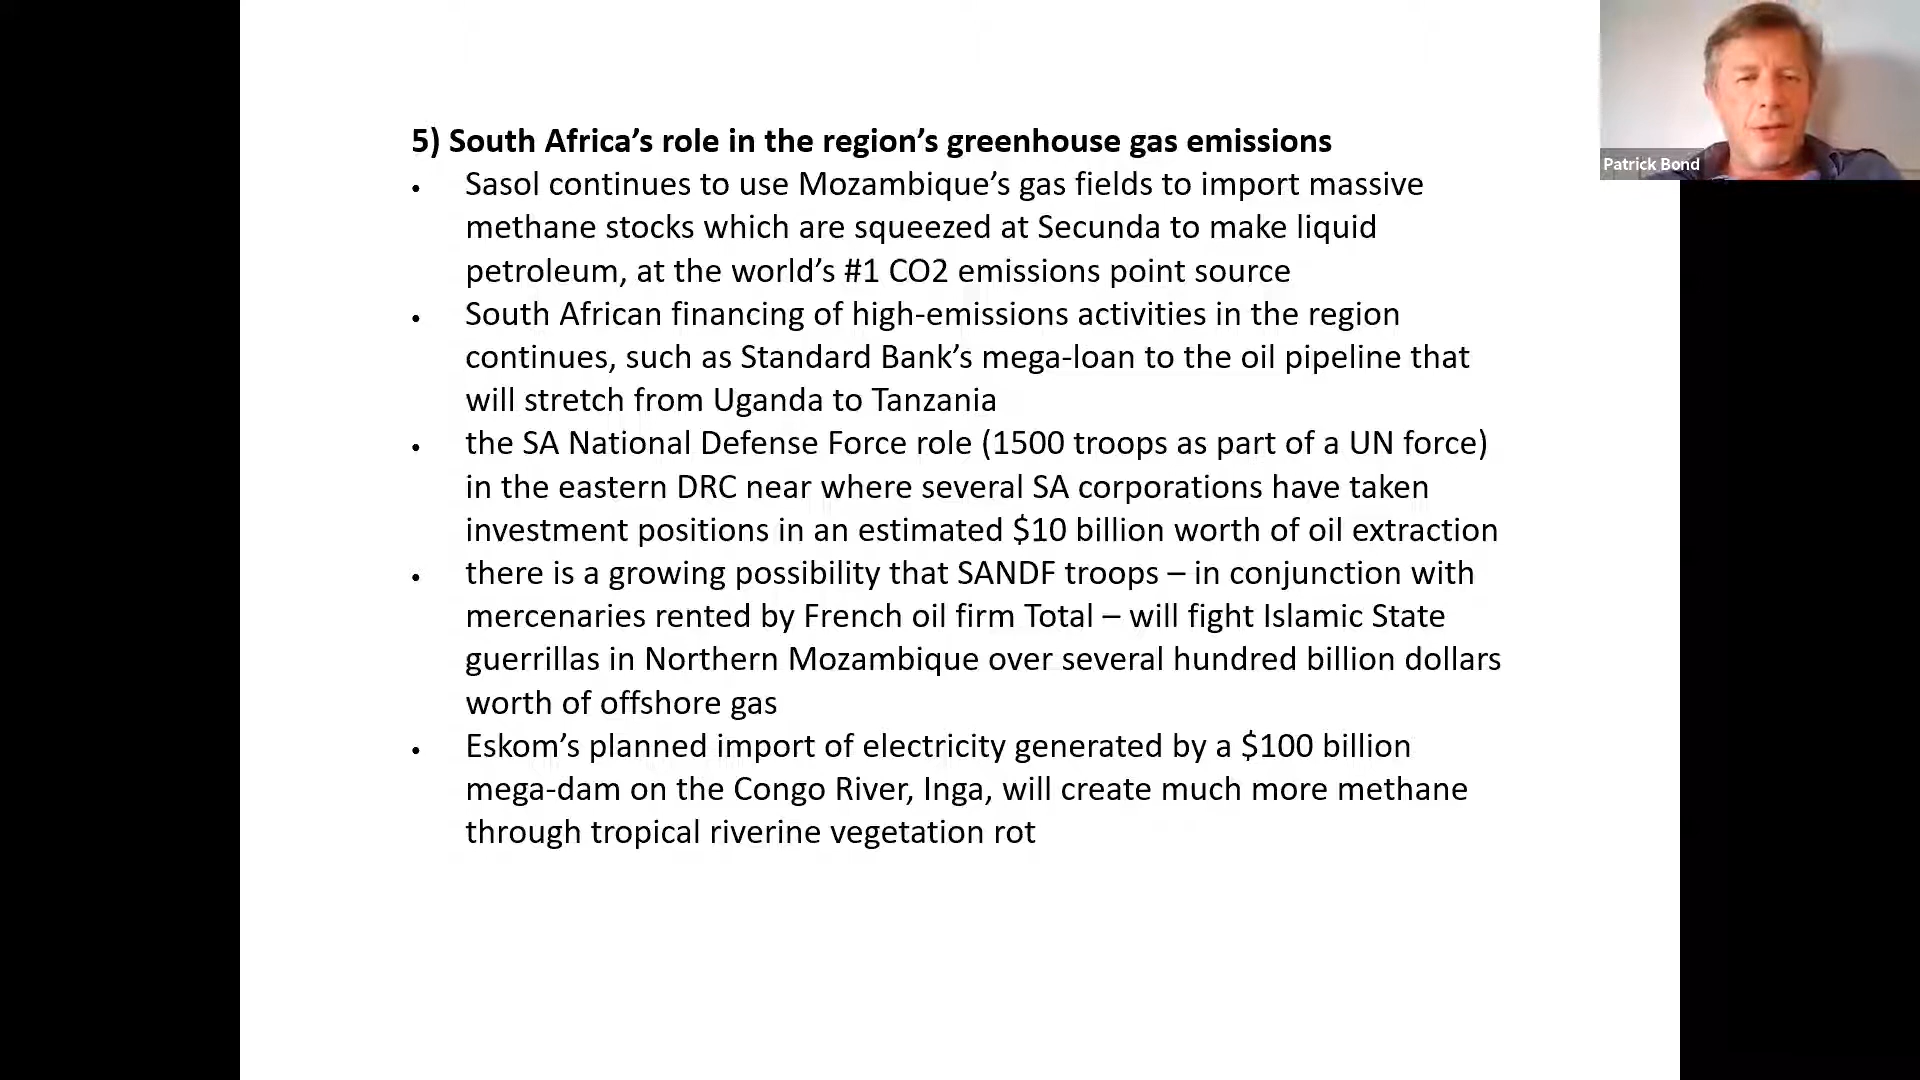 5) South Africa’s role in the region’s greenhouse gas emissions
• Sasol continues to use Mozambique’s gas fields to import massive
methane stocks which are squeezed at Secunda to make liquid
petroleum, at the world’s #1 CO2 emissions point source
• South African financing of high-emissions activities in the region
continues, such as Standard Bank’s mega-loan to the oil pipeline that
will stretch from Uganda to Tanzania
• the SA National Defense Force role (1500 troops as part of a UN force)
in the eastern DRC near where several SA corporations have taken
investment positions in an estimated $10 billion worth of oil extraction
• there is a growing possibility that SANDF troops – in conjunction with
mercenaries rented by French oil firm Total – will fight Islamic State
guerrillas in Northern Mozambique over several hundred billion dollars
worth of offshore gas
• Eskom’s planned import of electricity generated by a $100 billion
mega-dam on the Congo River, Inga, will create much more methane
through tropical riverine vegetation rot
Patrick Bond